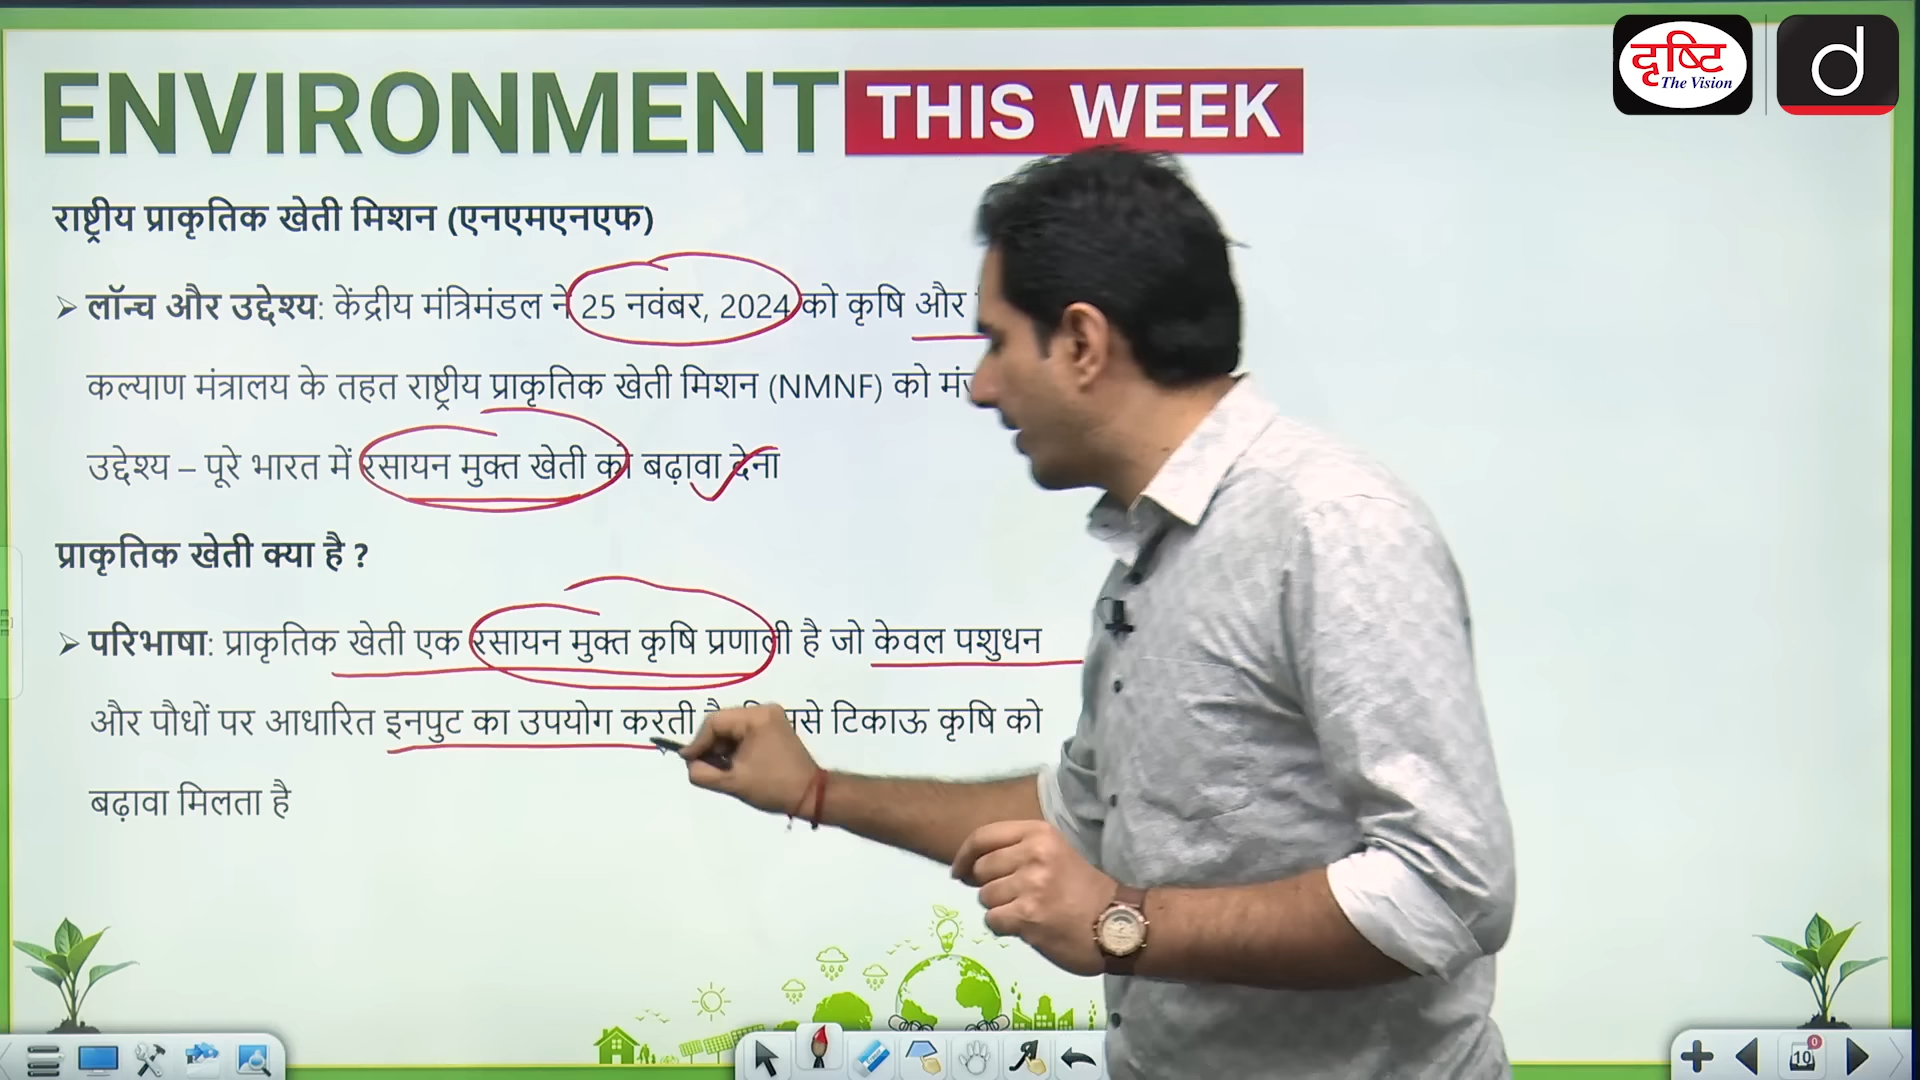 ENVIRONMENT THIS WEEK
दृष्टि
The Vision
d
राष्ट्रीय प्राकृतिक खेती मिशन (एनएमएनएफ)
➢ लॉन्च और उद्देश्य: केंद्रीय मंत्रिमंडल ने 25 नवंबर, 2024 को कृषि और
कल्याण मंत्रालय के तहत राष्ट्रीय प्राकृतिक खेती मिशन (NMNF) को
उद्देश्य – पूरे भारत में रसायन मुक्त खेती को बढ़ावा देना
प्राकृतिक खेती क्या है ?
➢ परिभाषा: प्राकृतिक खेती एक रसायन मुक्त कृषि प्रणाली है जो केवल पशुधन
और पौधों पर आधारित इनपुट का उपयोग करती टिकाऊ कृषि को
बढ़ावा मिलता है
10
0